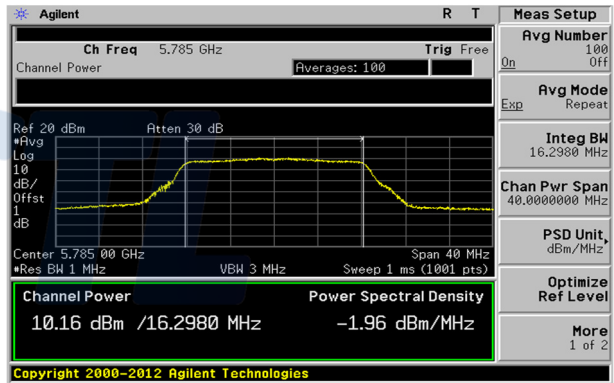 Agilent R T
Ch Freq 5.785 GHz Trig Free
Channel Power Averages: 100
Ref 20 dBm Atten 30 dB
#Avg
Log
10
dB/
Offst
1
dB
Center 5.785 00 GHz Span 40 MHz
#Res BW 1 MHz VBW 3 MHz Sweep 1 ms (1001 pts)
Channel Power Power Spectral Density
10.16 dBm /16.2980 MHz -1.96 dBm/MHz
Copyright 2000-2012 Agilent Technologies
Meas Setup
Avg Number
100
On Off
Avg Mode
Exp Repeat
Integ BW
16.2980 MHz
Chan Pwr Span
40.0000000 MHz
PSD Unit
dBm/MHz
Optimize
Ref Level
More
1 of 2